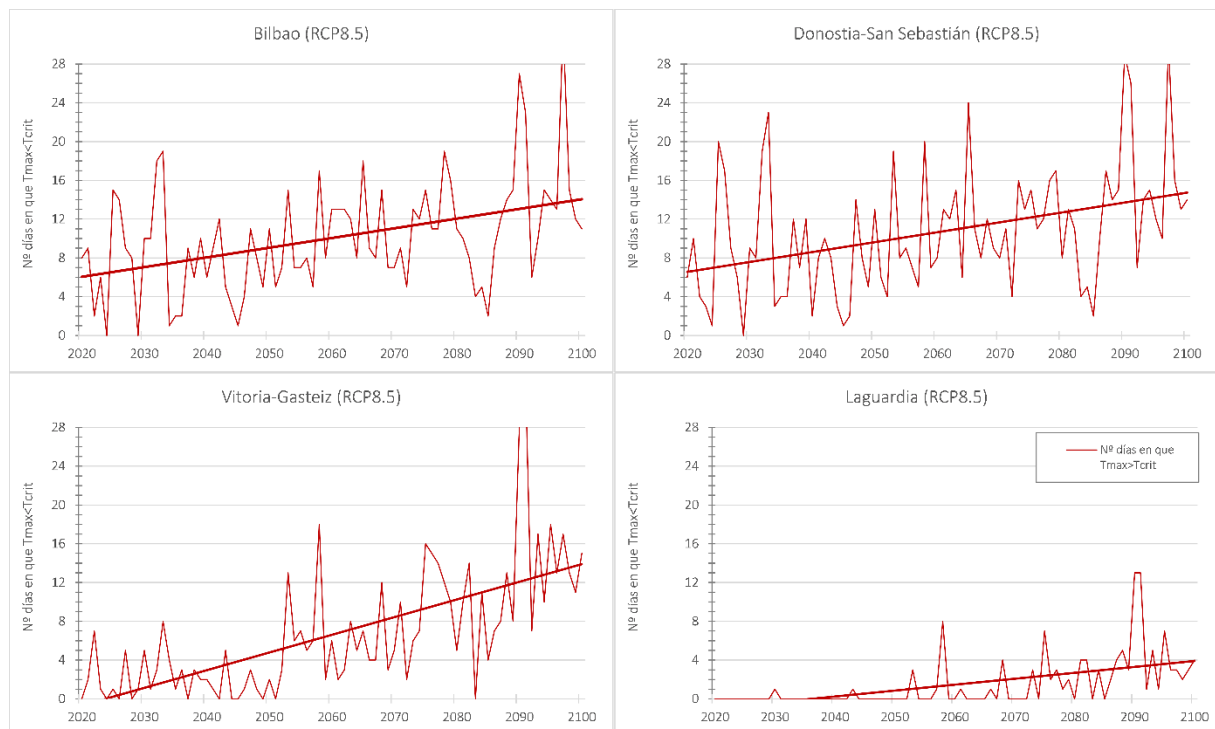 Bilbao (RCP8.5)
Nº días en que Tmax<Tcrit
28
24
20
16
12
8
4
0
2020 2030 2040 2050 2060 2070 2080 2090 2100
Donostia-San Sebastián (RCP8.5)
Nº días en que Tmax<Tcrit
28
24
20
16
12
8
4
0
2020 2030 2040 2050 2060 2070 2080 2090 2100
Vitoria-Gasteiz (RCP8.5)
Nº días en que Tmax<Tcrit
28
24
20
16
12
8
4
0
2020 2030 2040 2050 2060 2070 2080 2090 2100
Laguardia (RCP8.5)
Nº días en que Tmax<Tcrit
28
24
20
16
12
8
4
0
2020 2030 2040 2050 2060 2070 2080 2090 2100
Nº días en que
Tmax>Tcrit